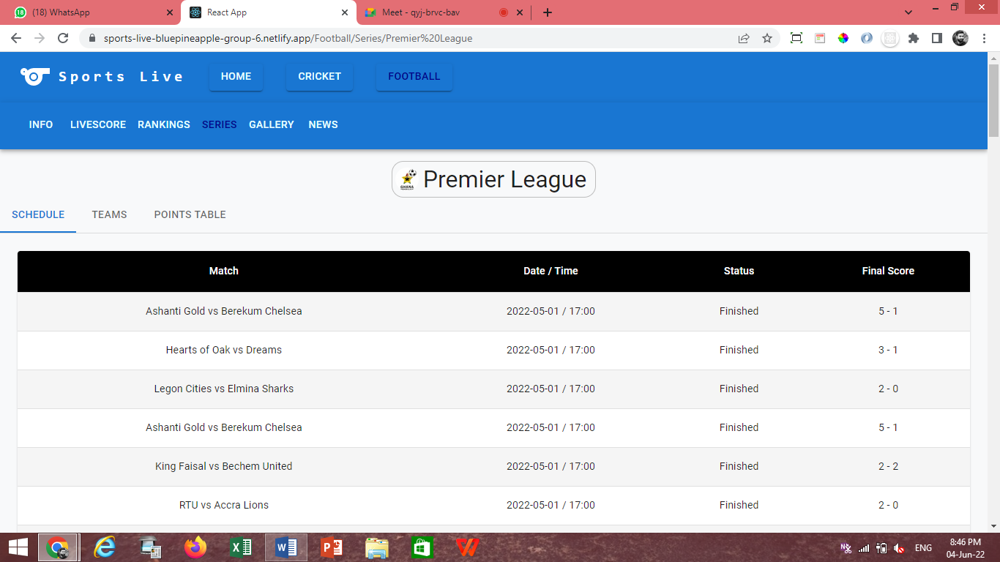 18
(18) WhatsApp
React App
Meet - qyj-brvc-bav
sports-live-bluepineapple-group-6.netlify.app/Football/Series/Premier%20League
Sports Live
HOME
CRICKET
FOOTBALL
INFO
LIVESCORE
RANKINGS
SERIES
GALLERY
NEWS
GHANA
Premier League
SCHEDULE
TEAMS
POINTS TABLE
Match Date / Time Status Final Score
Ashanti Gold vs Berekum Chelsea 2022-05-01 / 17:00 Finished 5 - 1
Hearts of Oak vs Dreams 2022-05-01 / 17:00 Finished 3 - 1
Legon Cities vs Elmina Sharks 2022-05-01 / 17:00 Finished 2 - 0
Ashanti Gold vs Berekum Chelsea 2022-05-01 / 17:00 Finished 5 - 1
King Faisal vs Bechem United 2022-05-01 / 17:00 Finished 2 - 2
RTU vs Accra Lions 2022-05-01 / 17:00 Finished 2 - 0
ENG
8:46 PM
04-Jun-22